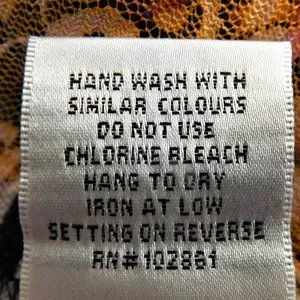 HAND WASH WITH
SIMILAR COLOURS
DO NOT USE
CHLORINE BLEACH
HANG TO DRY
IRON AT LOW
SETTING ON REVERSE
RN#102861